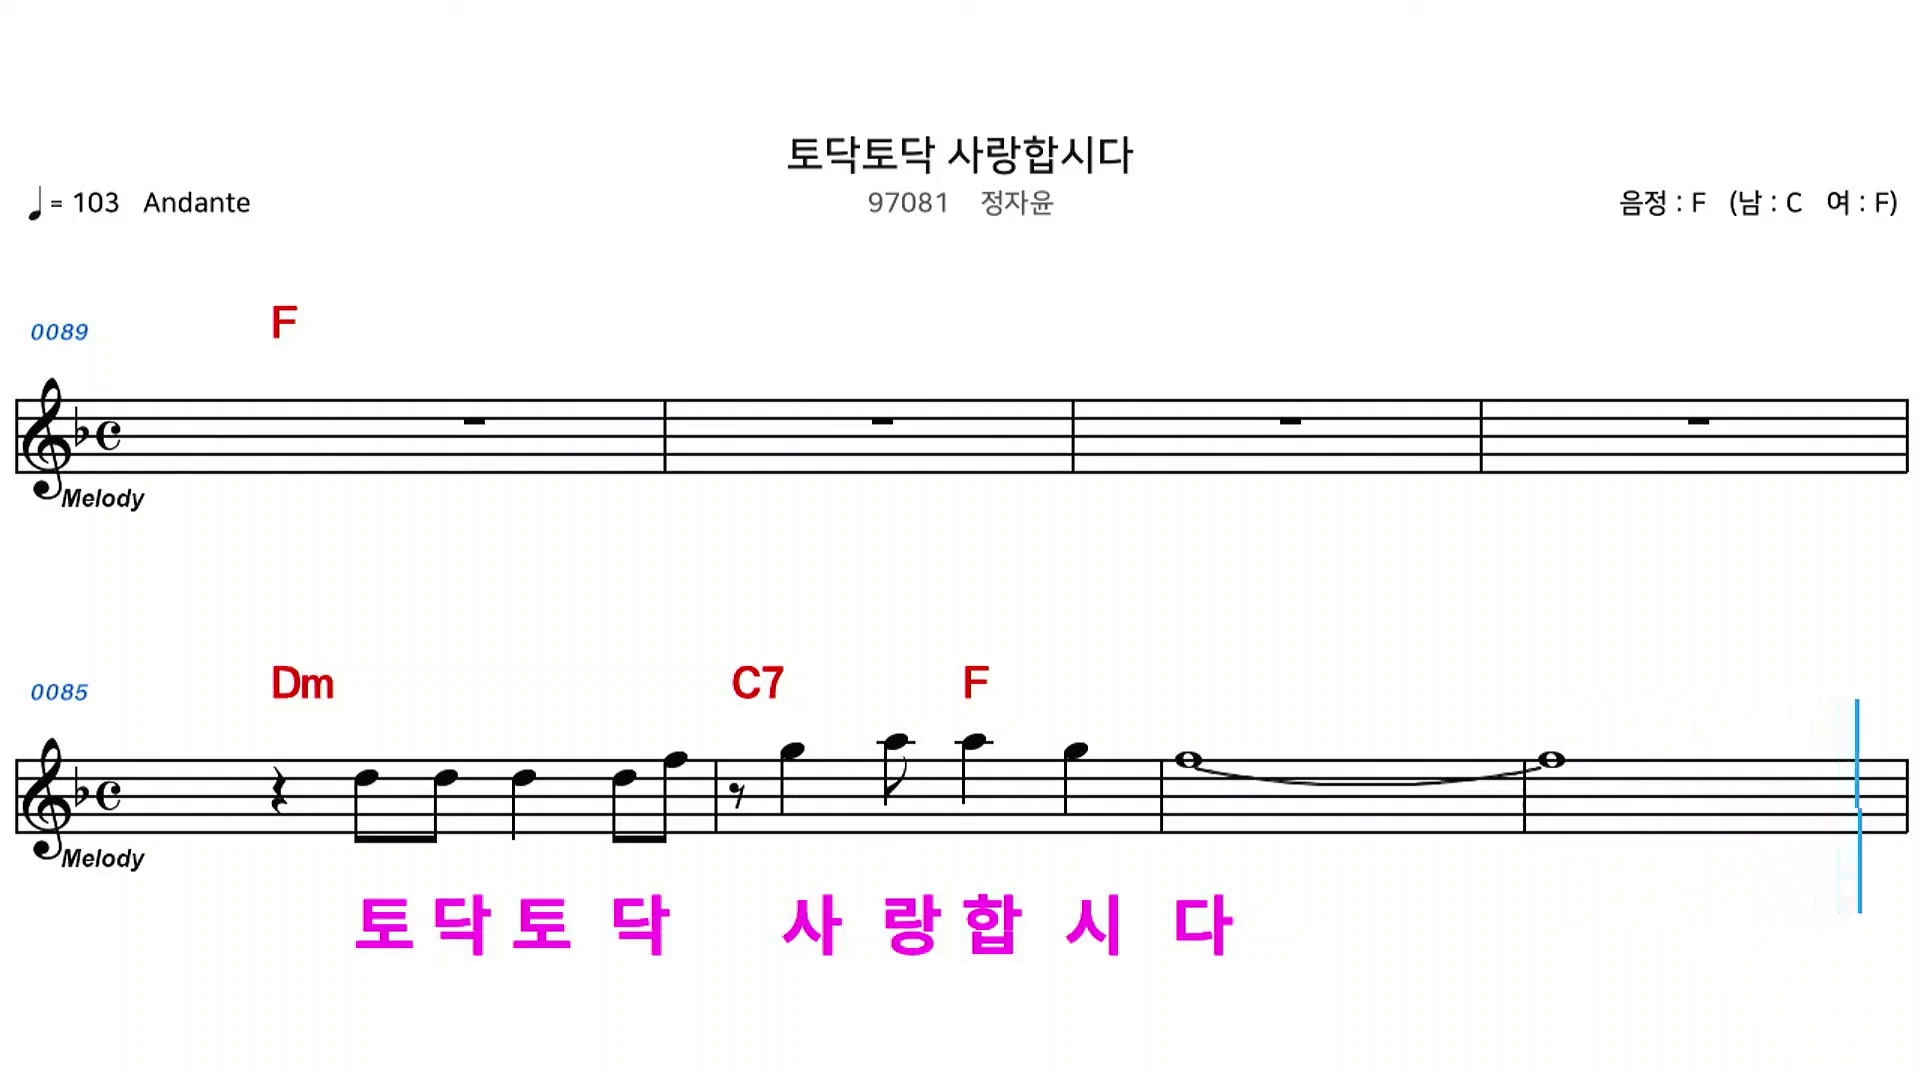 토닥토닥 사랑합시다
♩= 103 Andante 97081 정자윤 음정 : F (남 : C 여 : F)
0089 F
Melody
0085 Dm C7 F
Melody
토 닥 토 닥 사 랑 합 시 다